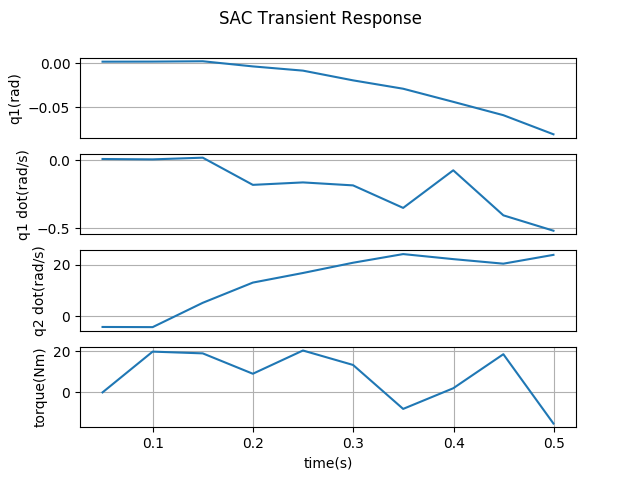 SAC Transient Response
q1(rad)
0.00
−0.05
q1 dot(rad/s)
0.0
−0.5
q2 dot(rad/s)
20
0
torque(Nm)
20
0
0.1 0.2 0.3 0.4 0.5
time(s)